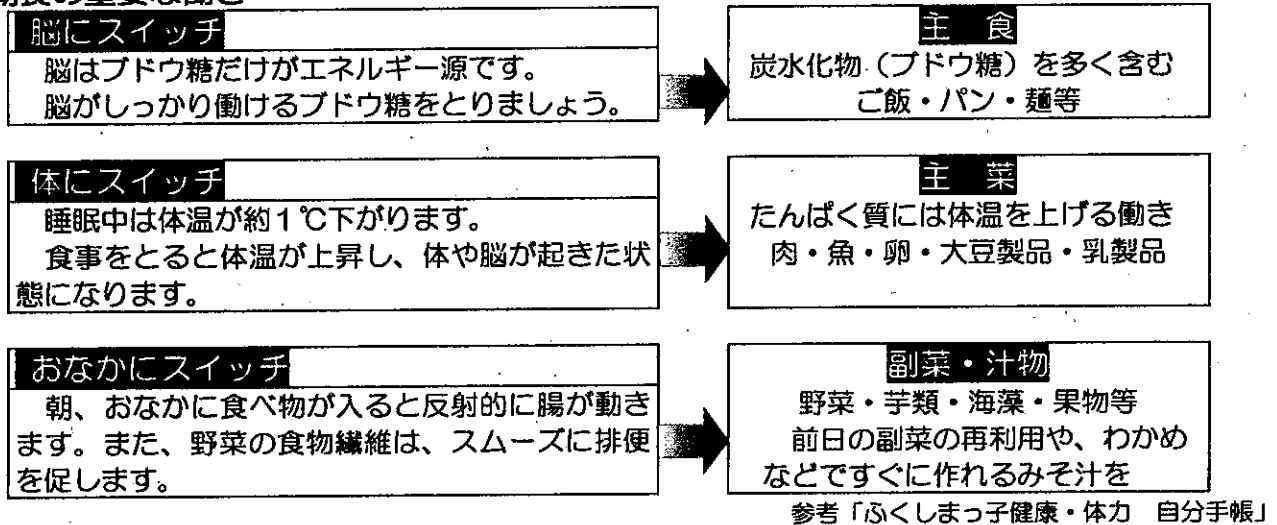 脳にスイッチ
脳はブドウ糖だけがエネルギー源です。
脳がしっかり働けるブドウ糖をとりましょう。
主 食
炭水化物（ブドウ糖）を多く含む
ご飯・パン・麺等
体にスイッチ
睡眠中は体温が約1℃下がります。
食事をとると体温が上昇し、体や脳が起きた状
態になります。
主 菜
たんぱく質には体温を上げる働き
肉・魚・卵・大豆製品・乳製品
おなかにスイッチ
朝、おなかに食べ物が入ると反射的に腸が動き
ます。また、野菜の食物繊維は、スムーズに排便
を促します。
副菜・汁物
野菜・芋類・海藻・果物等
前日の副菜の再利用や、わかめ
などですぐに作れるみそ汁を
参考「ふくしまっ子健康・体力 自分手帳」